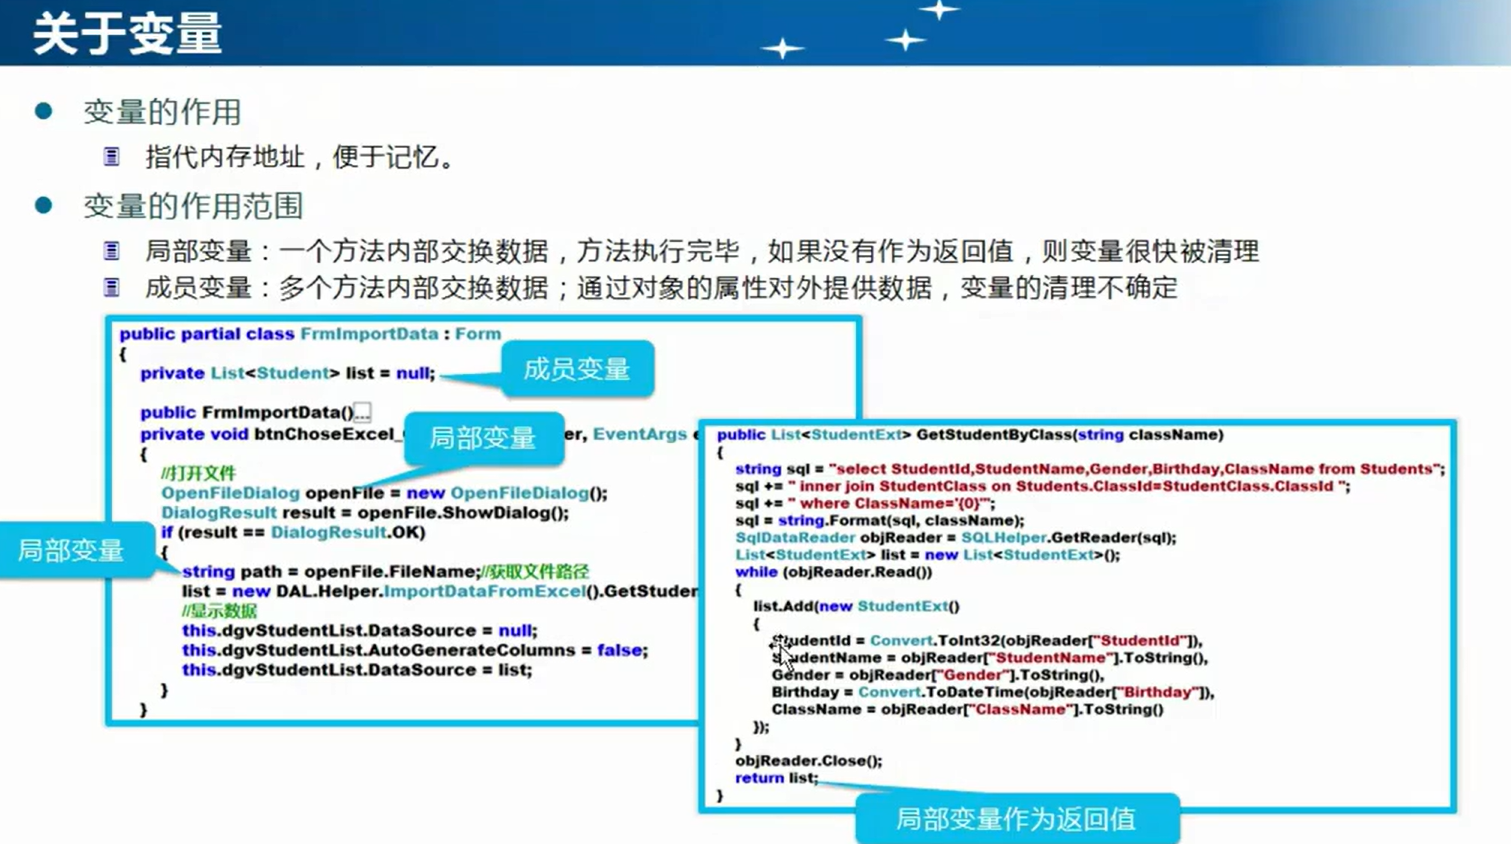 关于变量
变量的作用
指代内存地址，便于记忆。
变量的作用范围
局部变量：一个方法内部交换数据，方法执行完毕，如果没有作为返回值，则变量很快被清理
成员变量：多个方法内部交换数据；通过对象的属性对外提供数据，变量的清理不确定
public partial class FrmImportData : Form
{
private List<Student> list = null;
成员变量
public FrmImportData()...
private void btnChoseExcel_
局部变量
er, EventArgs e
{
//打开文件
OpenFileDialog openFile = new OpenFileDialog();
DialogResult result = openFile.ShowDialog();
if (result == DialogResult.OK)
局部变量
{
string path = openFile.FileName;//获取文件路径
list = new DAL.Helper.ImportDataFromExcel().GetStuden
//显示数据
this.dgvStudentList.DataSource = null;
this.dgvStudentList.AutoGenerateColumns = false;
this.dgvStudentList.DataSource = list;
}
}
public List<StudentExt> GetStudentByClass(string className)
{
string sql = "select StudentId,StudentName,Gender,Birthday,ClassName from Students";
sql += " inner join StudentClass on Students.ClassId=StudentClass.ClassId ";
sql += " where ClassName='{0}'";
sql = string.Format(sql, className);
SqlDataReader objReader = SQLHelper.GetReader(sql);
List<StudentExt> list = new List<StudentExt>();
while (objReader.Read())
{
list.Add(new StudentExt()
{
StudentId = Convert.ToInt32(objReader["StudentId"]),
StudentName = objReader["StudentName"].ToString(),
Gender = objReader["Gender"].ToString(),
Birthday = Convert.ToDateTime(objReader["Birthday"]),
ClassName = objReader["ClassName"].ToString()
});
}
objReader.Close();
return list;
}
局部变量作为返回值